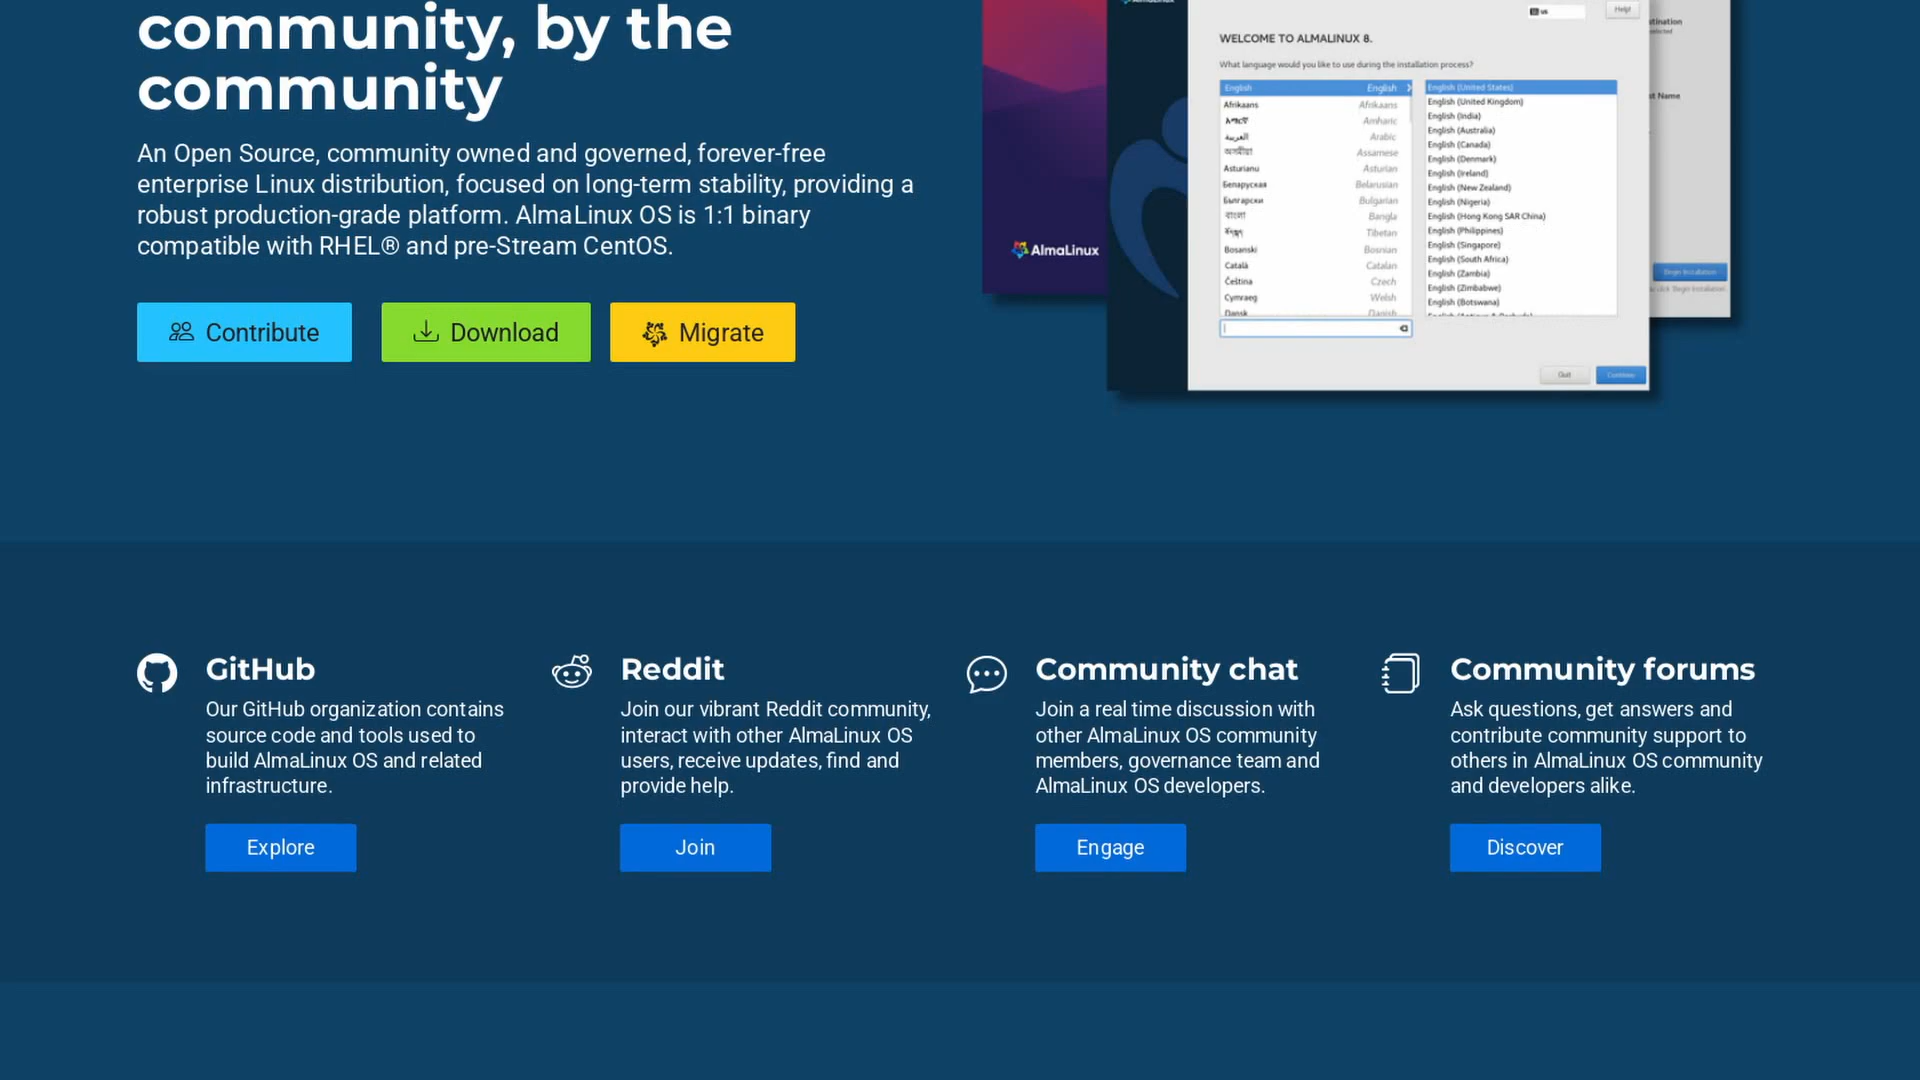 community, by the
community
An Open Source, community owned and governed, forever-free
enterprise Linux distribution, focused on long-term stability, providing a
robust production-grade platform. AlmaLinux OS is 1:1 binary
compatible with RHEL® and pre-Stream CentOS.
Contribute
Download
Migrate
AlmaLinux
us
Help!
WELCOME TO ALMALINUX 8.
What language would you like to use during the installation process?
English English
Afrikaans Afrikaans
አማርኛ Amharic
العربية Arabic
অসমীয়া Assamese
Asturianu Asturian
Беларуская Belarusian
Български Bulgarian
বাংলা Bangla
Tibetan
Bosanski Bosnian
Català Catalan
Čeština Czech
Cymraeg Welsh
Dansk Danish
English (United States)
English (United Kingdom)
English (India)
English (Australia)
English (Canada)
English (Denmark)
English (Ireland)
English (New Zealand)
English (Nigeria)
English (Hong Kong SAR China)
English (Philippines)
English (Singapore)
English (South Africa)
English (Zambia)
English (Zimbabwe)
English (Botswana)
Quit
Continue
Begin Installation
GitHub
Our GitHub organization contains
source code and tools used to
build AlmaLinux OS and related
infrastructure.
Explore
Reddit
Join our vibrant Reddit community,
interact with other AlmaLinux OS
users, receive updates, find and
provide help.
Join
Community chat
Join a real time discussion with
other AlmaLinux OS community
members, governance team and
AlmaLinux OS developers.
Engage
Community forums
Ask questions, get answers and
contribute community support to
others in AlmaLinux OS community
and developers alike.
Discover